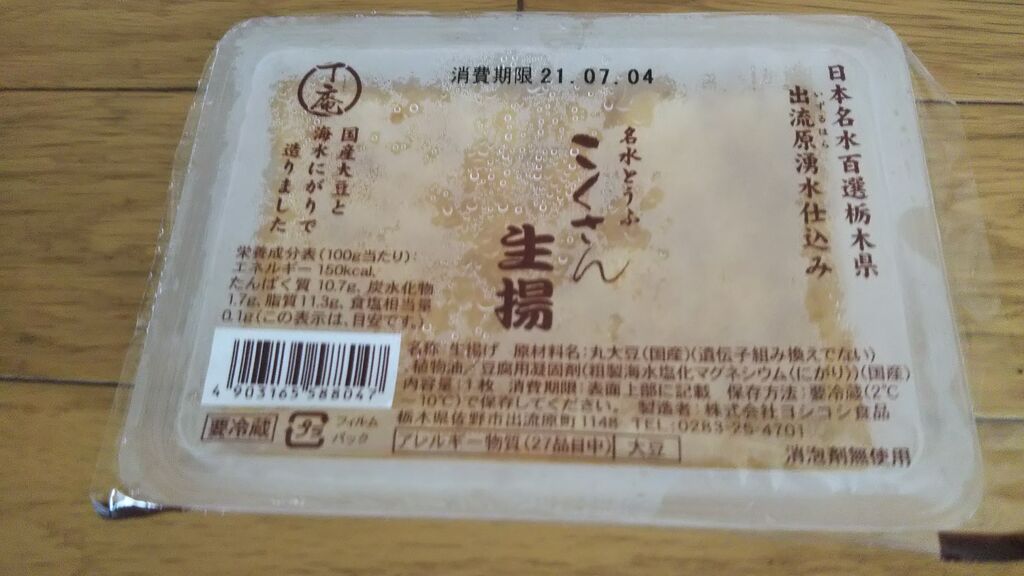 消費期限 21.07.04
日本名水百選栃木県
いずるはら
出流原湧水仕込み
名水とうふ
こくさん
生揚
丁庵
国産大豆と
海水にがりで
造りました
栄養成分表(100g当たり):
エネルギー 150kcal、
たんぱく質 10.7g、炭水化物
1.7g、脂質11.3g、食塩相当量
0.1g(この表示は、目安です。)
4 903165 588047
名称:生揚げ 原材料名:丸大豆(国産)(遺伝子組み換えでない)
、植物油/豆腐用凝固剤(粗製海水塩化マグネシウム(にがり))(国産)
内容量:1枚 消費期限:表面上部に記載 保存方法:要冷蔵(2℃
~10℃)で保存してください。 製造者:株式会社ヨシコシ食品
栃木県佐野市出流原町1148 TEL:0283-25-4701
要冷蔵
プラ
フィルム
パック
アレルギー物質(27品目中) 大豆
消泡剤無使用